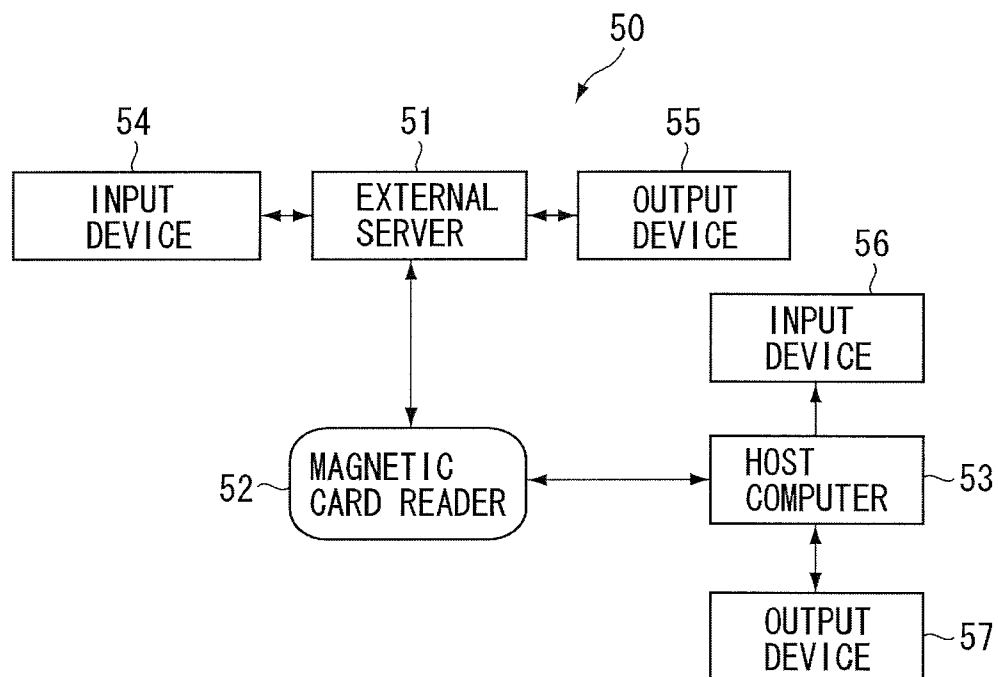 50
54
51
55
INPUT
DEVICE
EXTERNAL
SERVER
OUTPUT
DEVICE
56
INPUT
DEVICE
52
MAGNETIC
CARD READER
HOST
COMPUTER
53
OUTPUT
DEVICE
57